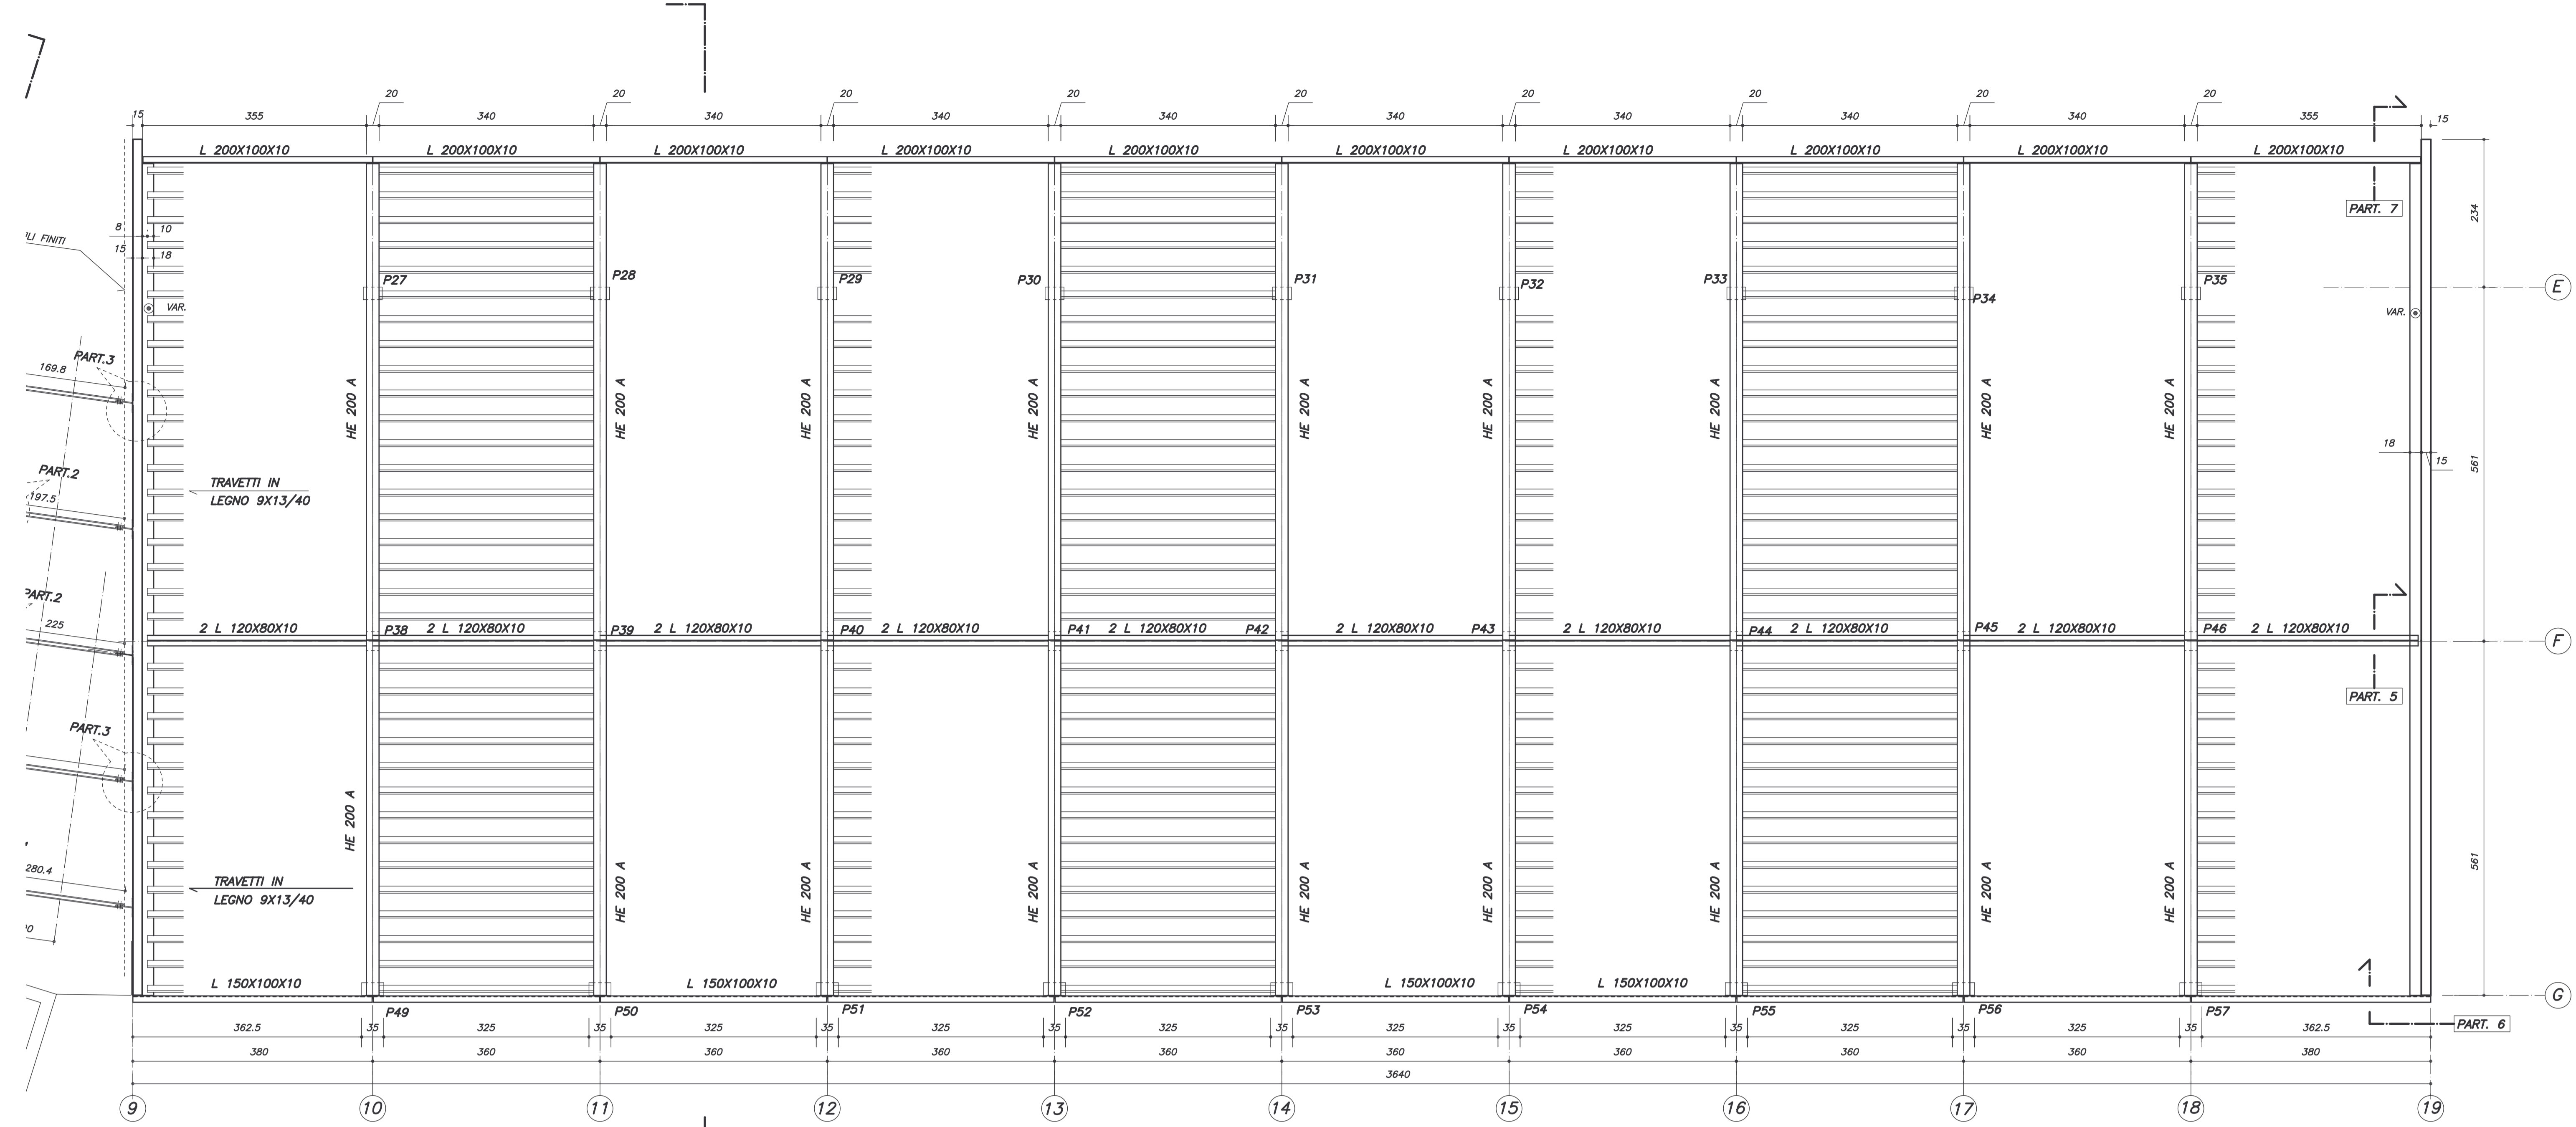 20 20 20 20 20 20 20 20 20
15 355 340 340 340 340 340 340 340 340 355 15
L 200X100X10 L 200X100X10 L 200X100X10 L 200X100X10 L 200X100X10 L 200X100X10 L 200X100X10 L 200X100X10 L 200X100X10 L 200X100X10
PART. 7
234
8 10
FINITI
15 18
P27 P28 P29 P30 P31 P32 P33 P34 P35
E
VAR. VAR.
PART.3
169.8
HE 200 A HE 200 A HE 200 A HE 200 A HE 200 A HE 200 A HE 200 A HE 200 A HE 200 A
18 15
561
PART.2
197.5
TRAVETTI IN
LEGNO 9X13/40
PART.2
225
2 L 120X80X10 P38 2 L 120X80X10 P39 2 L 120X80X10 P40 2 L 120X80X10 P41 2 L 120X80X10 P42 2 L 120X80X10 P43 2 L 120X80X10 P44 2 L 120X80X10 P45 2 L 120X80X10 P46 2 L 120X80X10
F
PART. 5
PART.3
HE 200 A HE 200 A HE 200 A HE 200 A HE 200 A HE 200 A HE 200 A HE 200 A HE 200 A
561
280.4
TRAVETTI IN
LEGNO 9X13/40
L 150X100X10 L 150X100X10 L 150X100X10 L 150X100X10
G
P49 P50 P51 P52 P53 P54 P55 P56 P57
PART. 6
362.5 35 325 35 325 35 325 35 325 35 325 35 325 35 325 35 325 35 362.5
380 360 360 360 360 360 360 360 360 380
3640
9 10 11 12 13 14 15 16 17 18 19